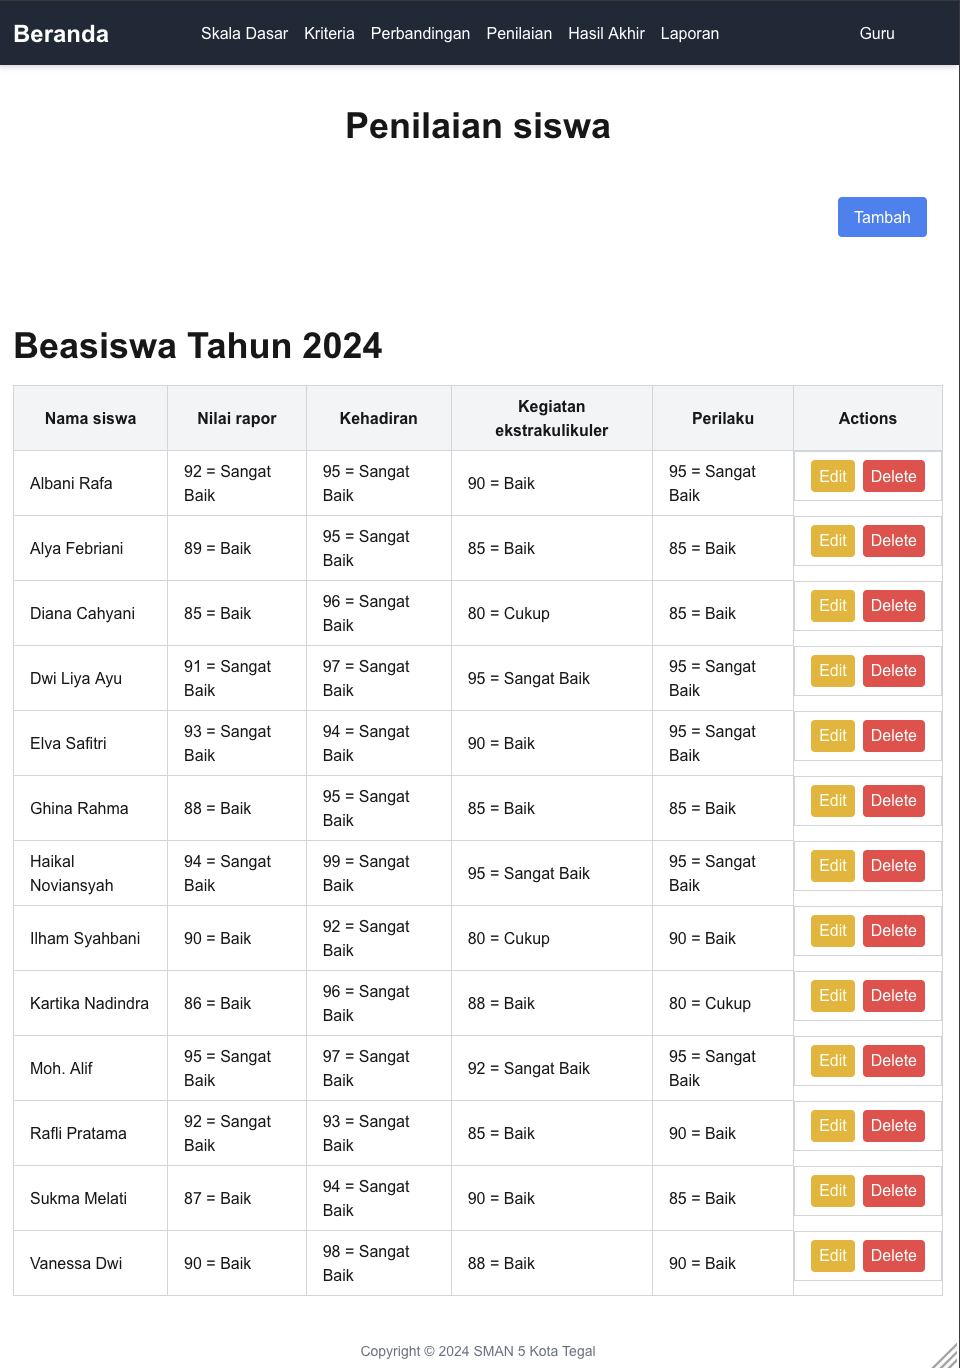 Beranda Skala Dasar Kriteria Perbandingan Penilaian Hasil Akhir Laporan Guru
Penilaian siswa
Tambah
Beasiswa Tahun 2024
Nama siswa Nilai rapor Kehadiran Kegiatan ekstrakulikuler Perilaku Actions
Albani Rafa 92 = Sangat Baik 95 = Sangat Baik 90 = Baik 95 = Sangat Baik Edit Delete
Alya Febriani 89 = Baik 95 = Sangat Baik 85 = Baik 85 = Baik Edit Delete
Diana Cahyani 85 = Baik 96 = Sangat Baik 80 = Cukup 85 = Baik Edit Delete
Dwi Liya Ayu 91 = Sangat Baik 97 = Sangat Baik 95 = Sangat Baik 95 = Sangat Baik Edit Delete
Elva Safitri 93 = Sangat Baik 94 = Sangat Baik 90 = Baik 95 = Sangat Baik Edit Delete
Ghina Rahma 88 = Baik 95 = Sangat Baik 85 = Baik 85 = Baik Edit Delete
Haikal Noviansyah 94 = Sangat Baik 99 = Sangat Baik 95 = Sangat Baik 95 = Sangat Baik Edit Delete
Ilham Syahbani 90 = Baik 92 = Sangat Baik 80 = Cukup 90 = Baik Edit Delete
Kartika Nadindra 86 = Baik 96 = Sangat Baik 88 = Baik 80 = Cukup Edit Delete
Moh. Alif 95 = Sangat Baik 97 = Sangat Baik 92 = Sangat Baik 95 = Sangat Baik Edit Delete
Rafli Pratama 92 = Sangat Baik 93 = Sangat Baik 85 = Baik 90 = Baik Edit Delete
Sukma Melati 87 = Baik 94 = Sangat Baik 90 = Baik 85 = Baik Edit Delete
Vanessa Dwi 90 = Baik 98 = Sangat Baik 88 = Baik 90 = Baik Edit Delete
Copyright © 2024 SMAN 5 Kota Tegal